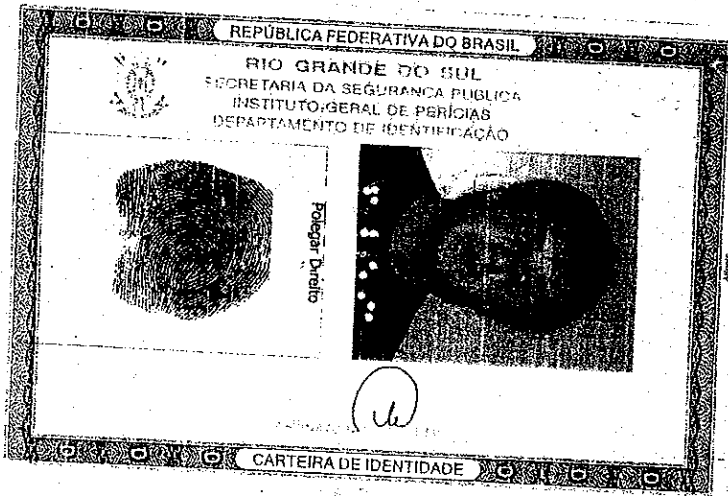 REPÚBLICA FEDERATIVA DO BRASIL
RIO GRANDE DO SUL
SECRETARIA DA SEGURANÇA PÚBLICA
INSTITUTO-GERAL DE PERÍCIAS
DEPARTAMENTO DE IDENTIFICAÇÃO
Polegar Direito
CARTEIRA DE IDENTIDADE